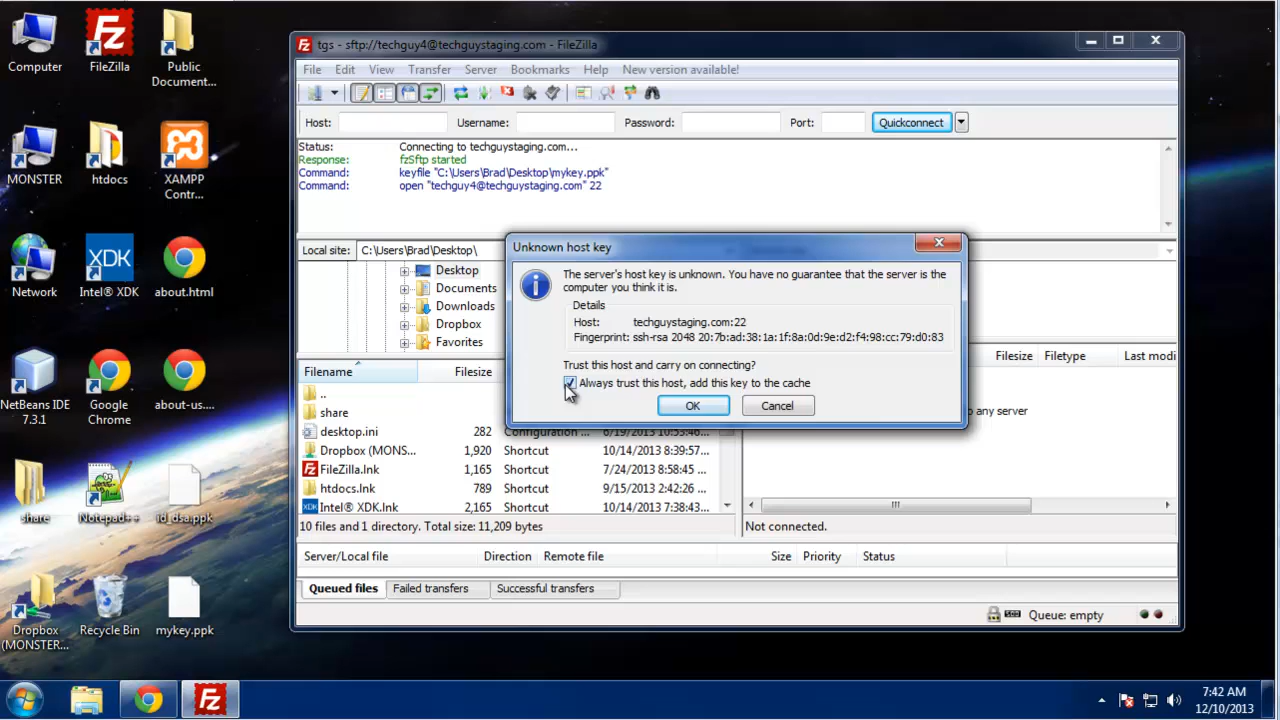 Computer
FileZilla
Public
Document...
MONSTER
htdocs
XAMPP
Contr...
Network
Intel® XDK
about.html
NetBeans IDE
7.3.1
Google
Chrome
about-us....
share
Notepad++
id_dsa.ppk
Dropbox
(MONSTER...
Recycle Bin
mykey.ppk
tgs - sftp://techguy4@techguystaging.com - FileZilla
File Edit View Transfer Server Bookmarks Help New version available!
Host: Username: Password: Port: Quickconnect
Status: Connecting to techguystaging.com...
Response: fzSftp started
Command: keyfile "C:\Users\Brad\Desktop\mykey.ppk"
Command: open "techguy4@techguystaging.com" 22
Local site: C:\Users\Brad\Desktop\
Desktop
Documents
Downloads
Dropbox
Favorites
Filename Filesize
..
share
desktop.ini 282 Configuration ... 6/19/2013 10:53:46...
Dropbox (MONS... 1,920 Shortcut 10/14/2013 8:39:57...
FileZilla.lnk 1,165 Shortcut 7/24/2013 8:58:45 ...
htdocs.lnk 789 Shortcut 9/15/2013 2:42:26 ...
Intel® XDK.lnk 2,165 Shortcut 10/14/2013 7:38:43...
10 files and 1 directory. Total size: 11,209 bytes
Filesize Filetype Last modi
o any server
Not connected.
Unknown host key
The server's host key is unknown. You have no guarantee that the server is the
computer you think it is.
Details
Host: techguystaging.com:22
Fingerprint: ssh-rsa 2048 20:7b:ad:38:1a:1f:8a:0d:9e:d2:f4:98:cc:79:d0:83
Trust this host and carry on connecting?
Always trust this host, add this key to the cache
OK Cancel
Server/Local file Direction Remote file Size Priority Status
Queued files Failed transfers Successful transfers
Queue: empty
7:42 AM
12/10/2013